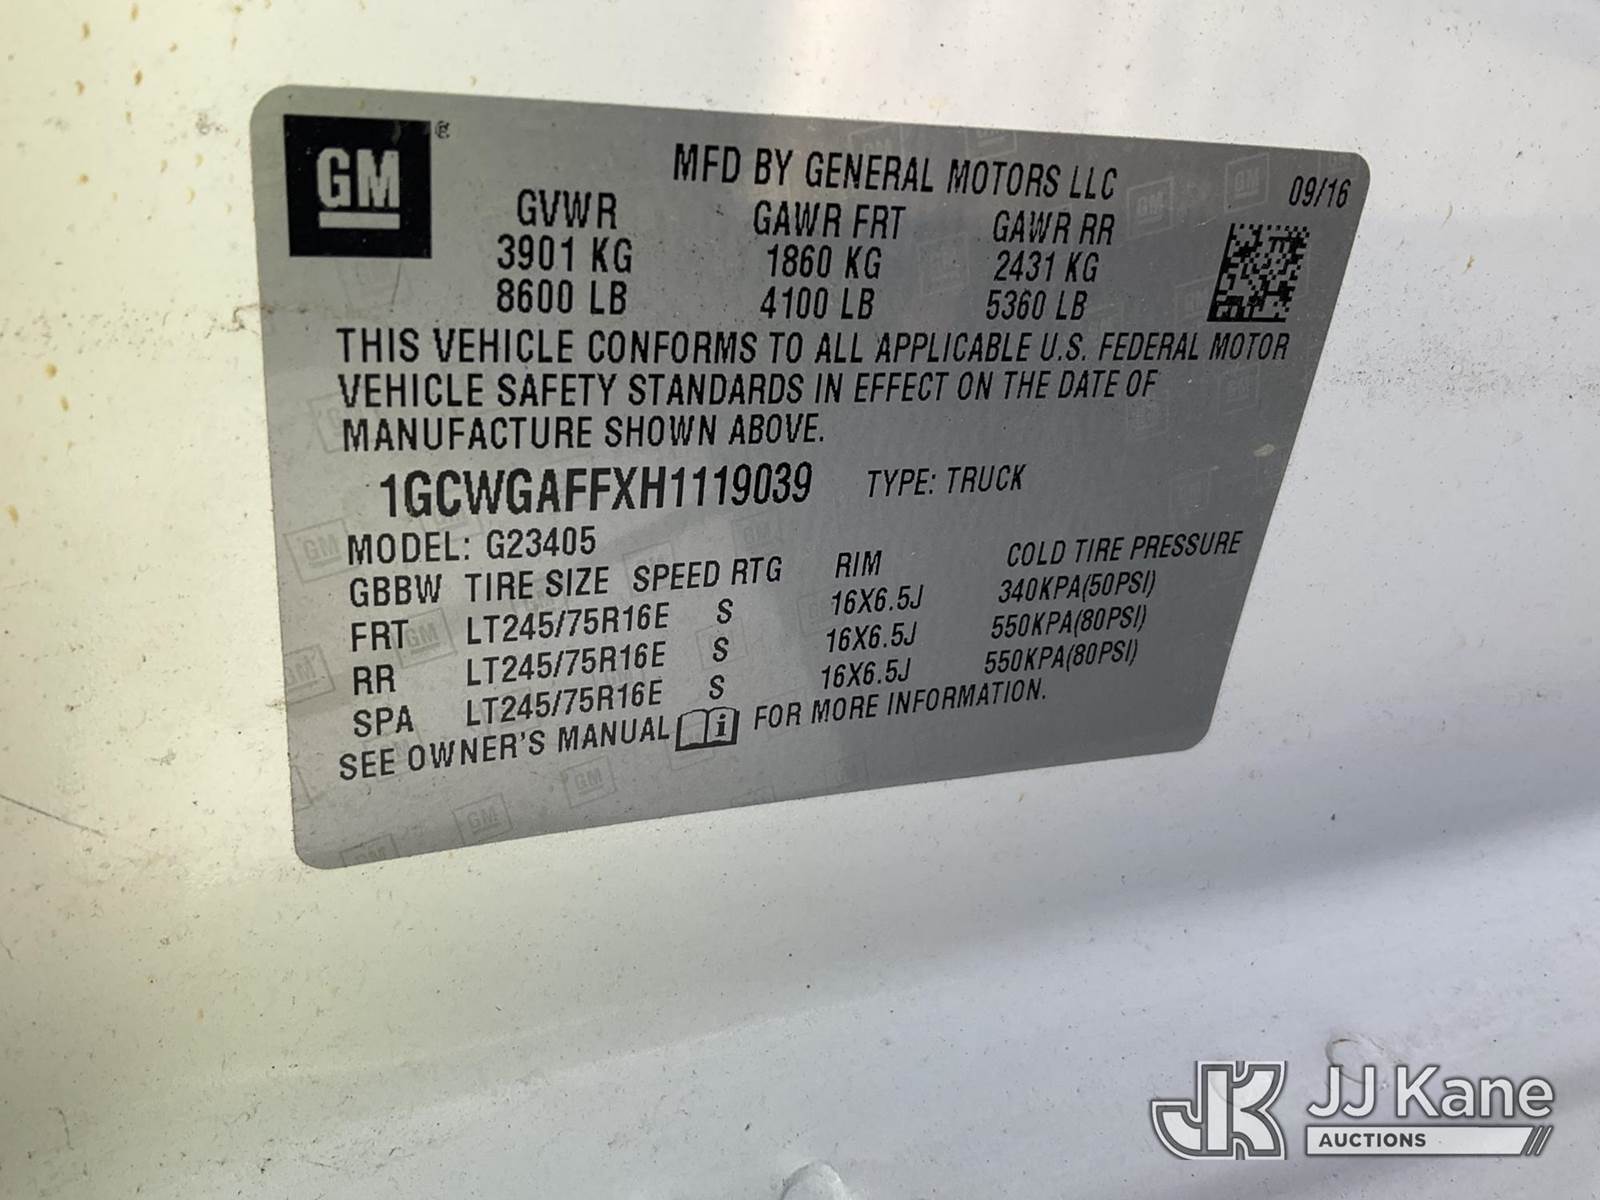 GM ®
MFD BY GENERAL MOTORS LLC 09/16
GVWR GAWR FRT GAWR RR
3901 KG 1860 KG 2431 KG
8600 LB 4100 LB 5360 LB
THIS VEHICLE CONFORMS TO ALL APPLICABLE U.S. FEDERAL MOTOR
VEHICLE SAFETY STANDARDS IN EFFECT ON THE DATE OF
MANUFACTURE SHOWN ABOVE.
1GCWGAFFXH1119039 TYPE: TRUCK
MODEL: G23405
GBBW TIRE SIZE SPEED RTG RIM COLD TIRE PRESSURE
FRT LT245/75R16E S 16X6.5J 340KPA(50PSI)
RR LT245/75R16E S 16X6.5J 550KPA(80PSI)
SPA LT245/75R16E S 16X6.5J 550KPA(80PSI)
SEE OWNER'S MANUAL i FOR MORE INFORMATION.
JK JJ Kane
AUCTIONS